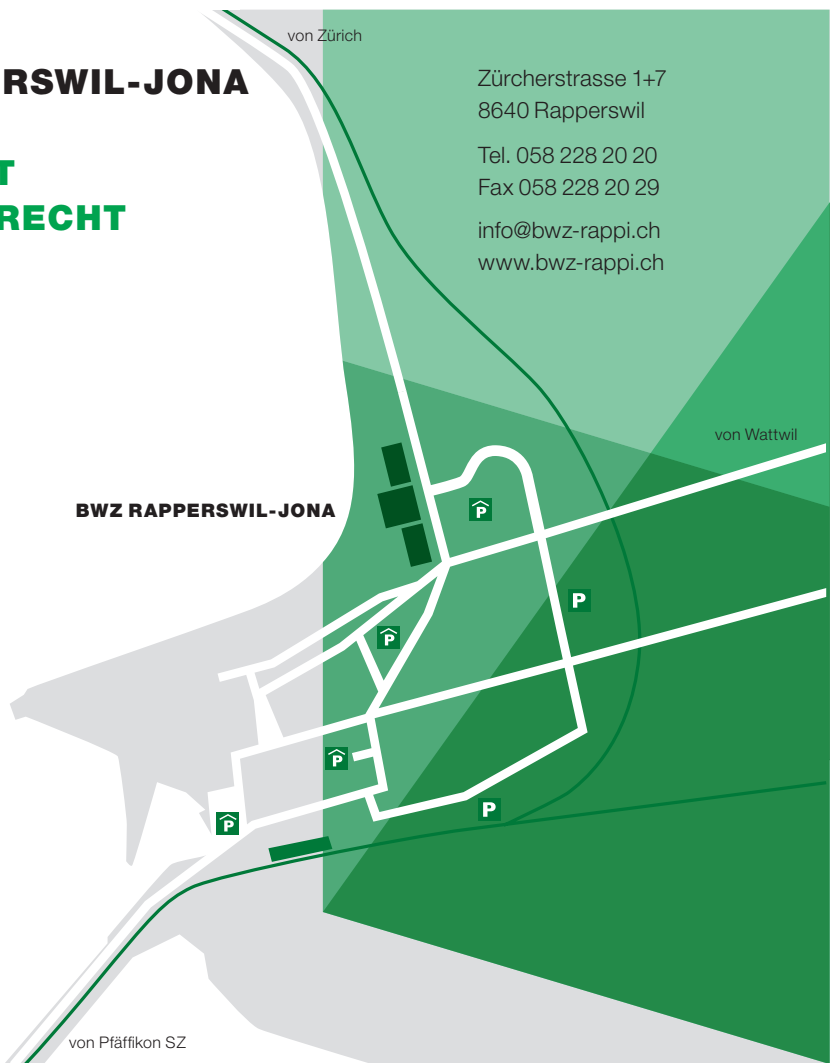 von Zürich
RSWIL-JONA
T
RECHT
Zürcherstrasse 1+7
8640 Rapperswil
Tel. 058 228 20 20
Fax 058 228 20 29
info@bwz-rappi.ch
www.bwz-rappi.ch
von Wattwil
BWZ RAPPERSWIL-JONA
P
P
P
P
P
P
von Pfäffikon SZ